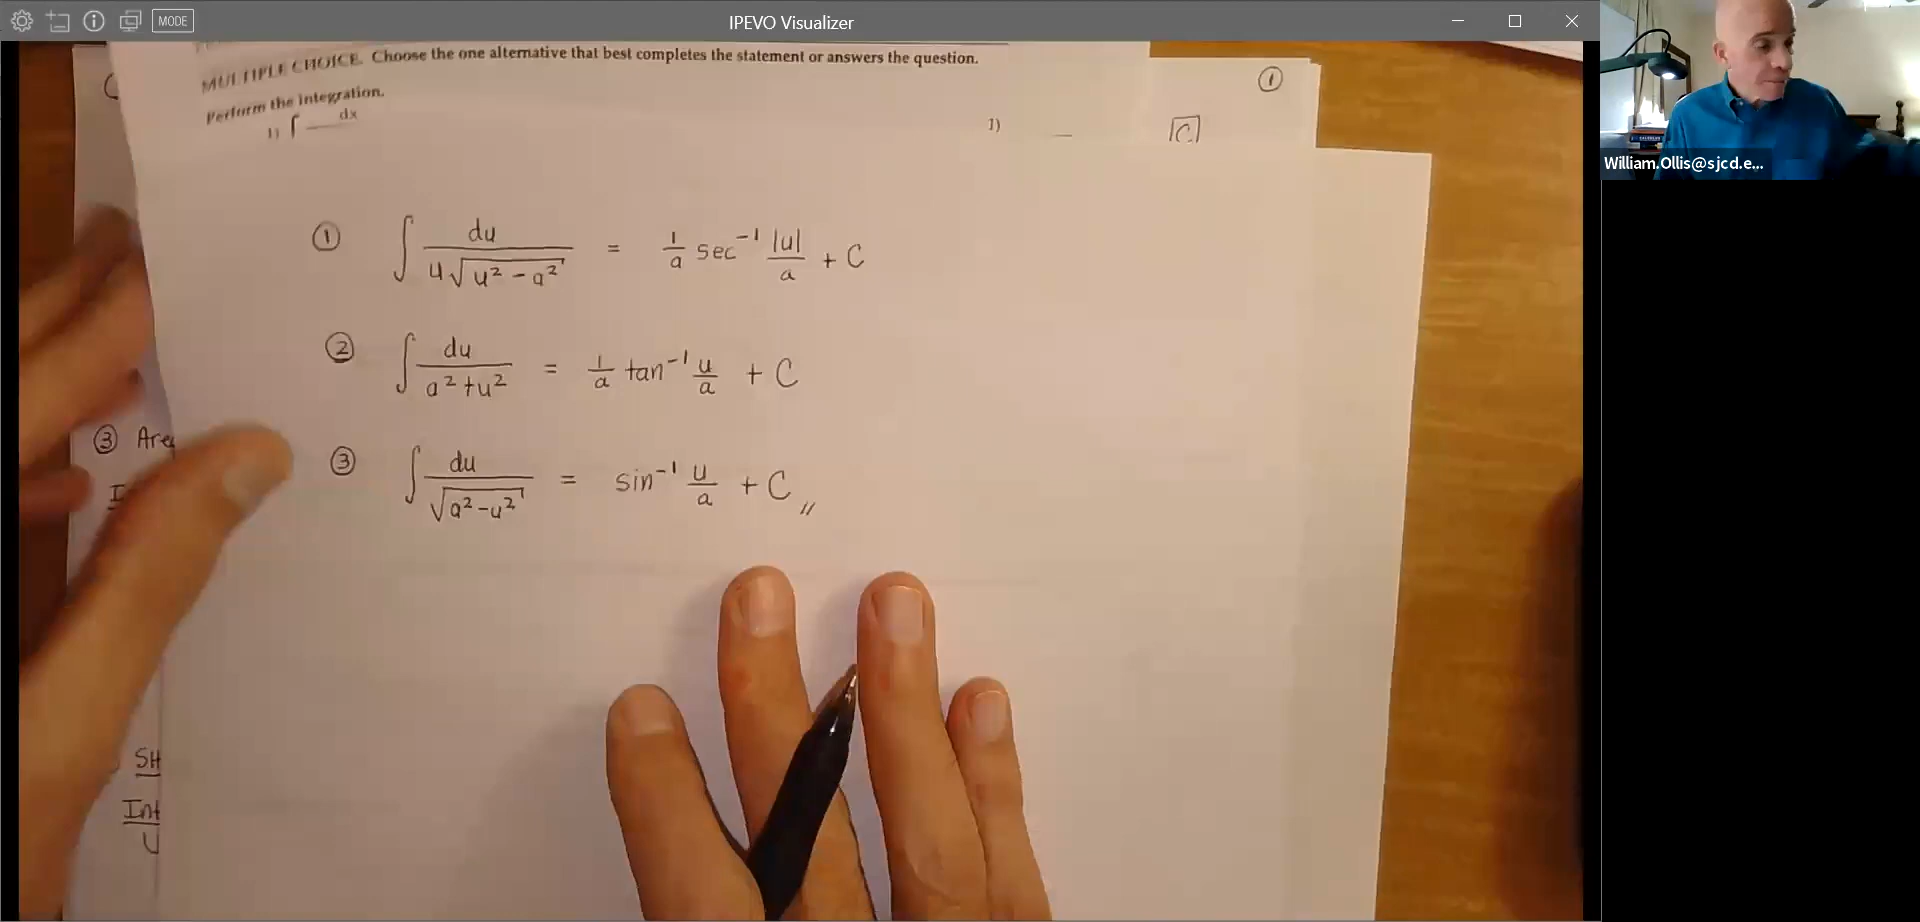 MODE
IPEVO Visualizer
MULTIPLE CHOICE. Choose the one alternative that best completes the statement or answers the question.
Perform the integration.
1) ∫ dx
1)
C
①
① ∫ du / (u√(u² - a²)) = 1/a sec⁻¹ |u|/a + C
② ∫ du / (a² + u²) = 1/a tan⁻¹ u/a + C
③ ∫ du / √(a² - u²) = sin⁻¹ u/a + C
③ Are
SH
Int
William.Ollis@sjcd.e...